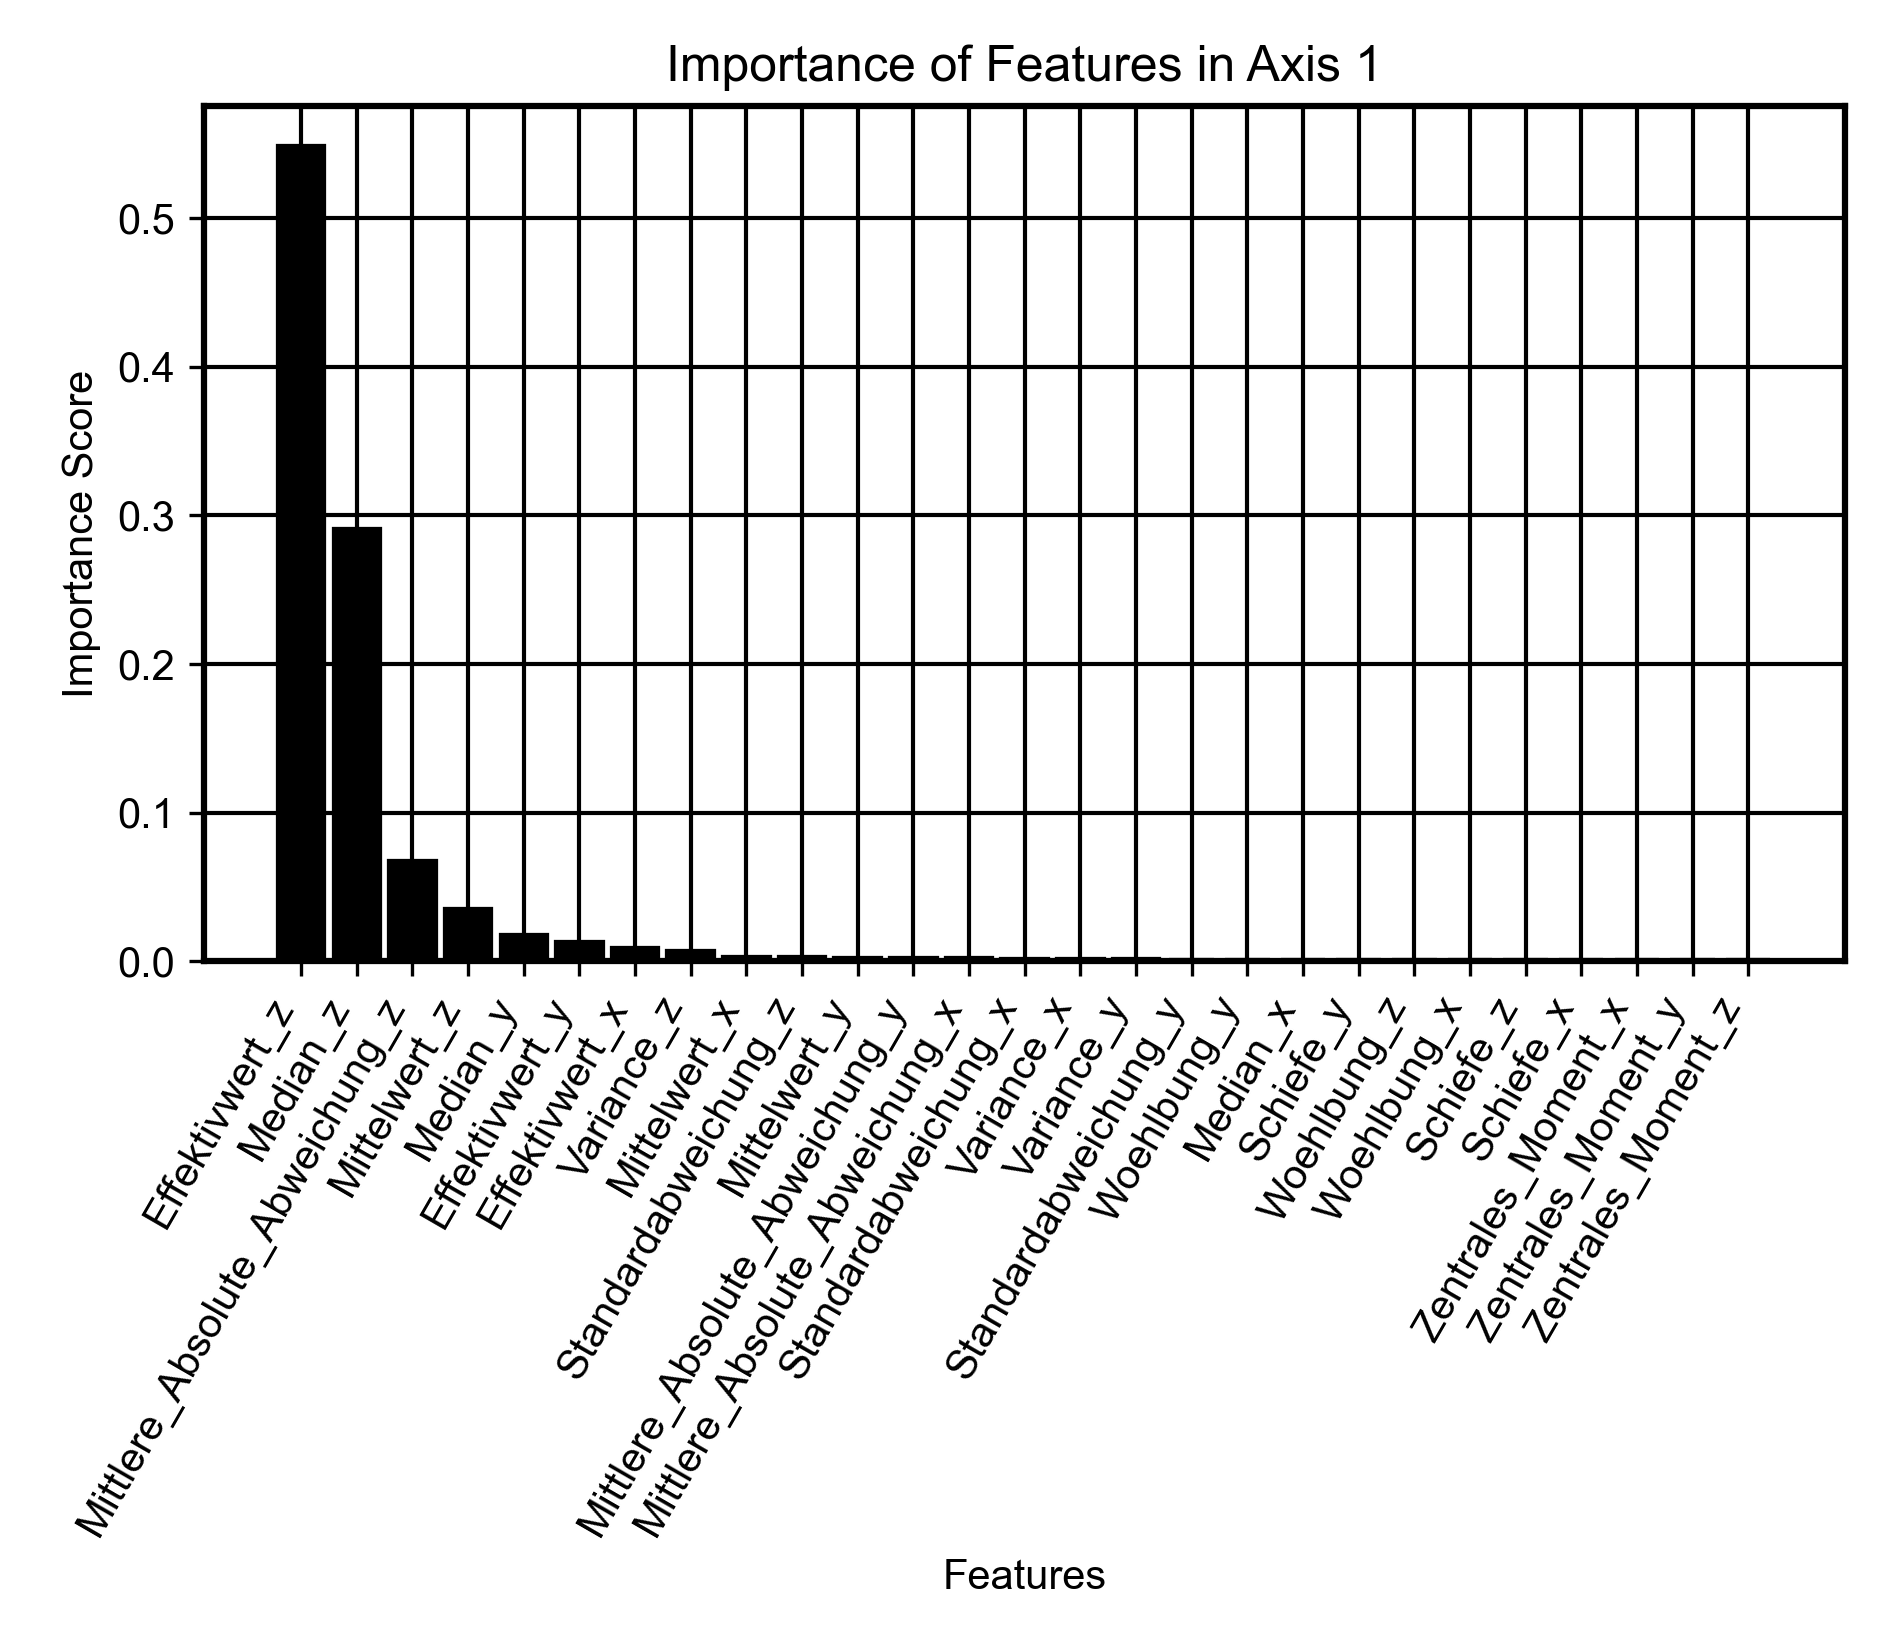 Importance of Features in Axis 1
Importance Score
0.5
0.4
0.3
0.2
0.1
0.0
Effektivwert_z
Median_z
Mittlere_Absolute_Abweichung_z
Mittelwert_z
Median_y
Effektivwert_y
Effektivwert_x
Variance_z
Mittelwert_x
Standardabweichung_z
Mittelwert_y
Mittlere_Absolute_Abweichung_y
Mittlere_Absolute_Abweichung_x
Standardabweichung_x
Variance_x
Variance_y
Standardabweichung_y
Woehlbung_y
Median_x
Schiefe_y
Woehlbung_z
Woehlbung_x
Schiefe_z
Schiefe_x
Zentrales_Moment_x
Zentrales_Moment_y
Zentrales_Moment_z
Features